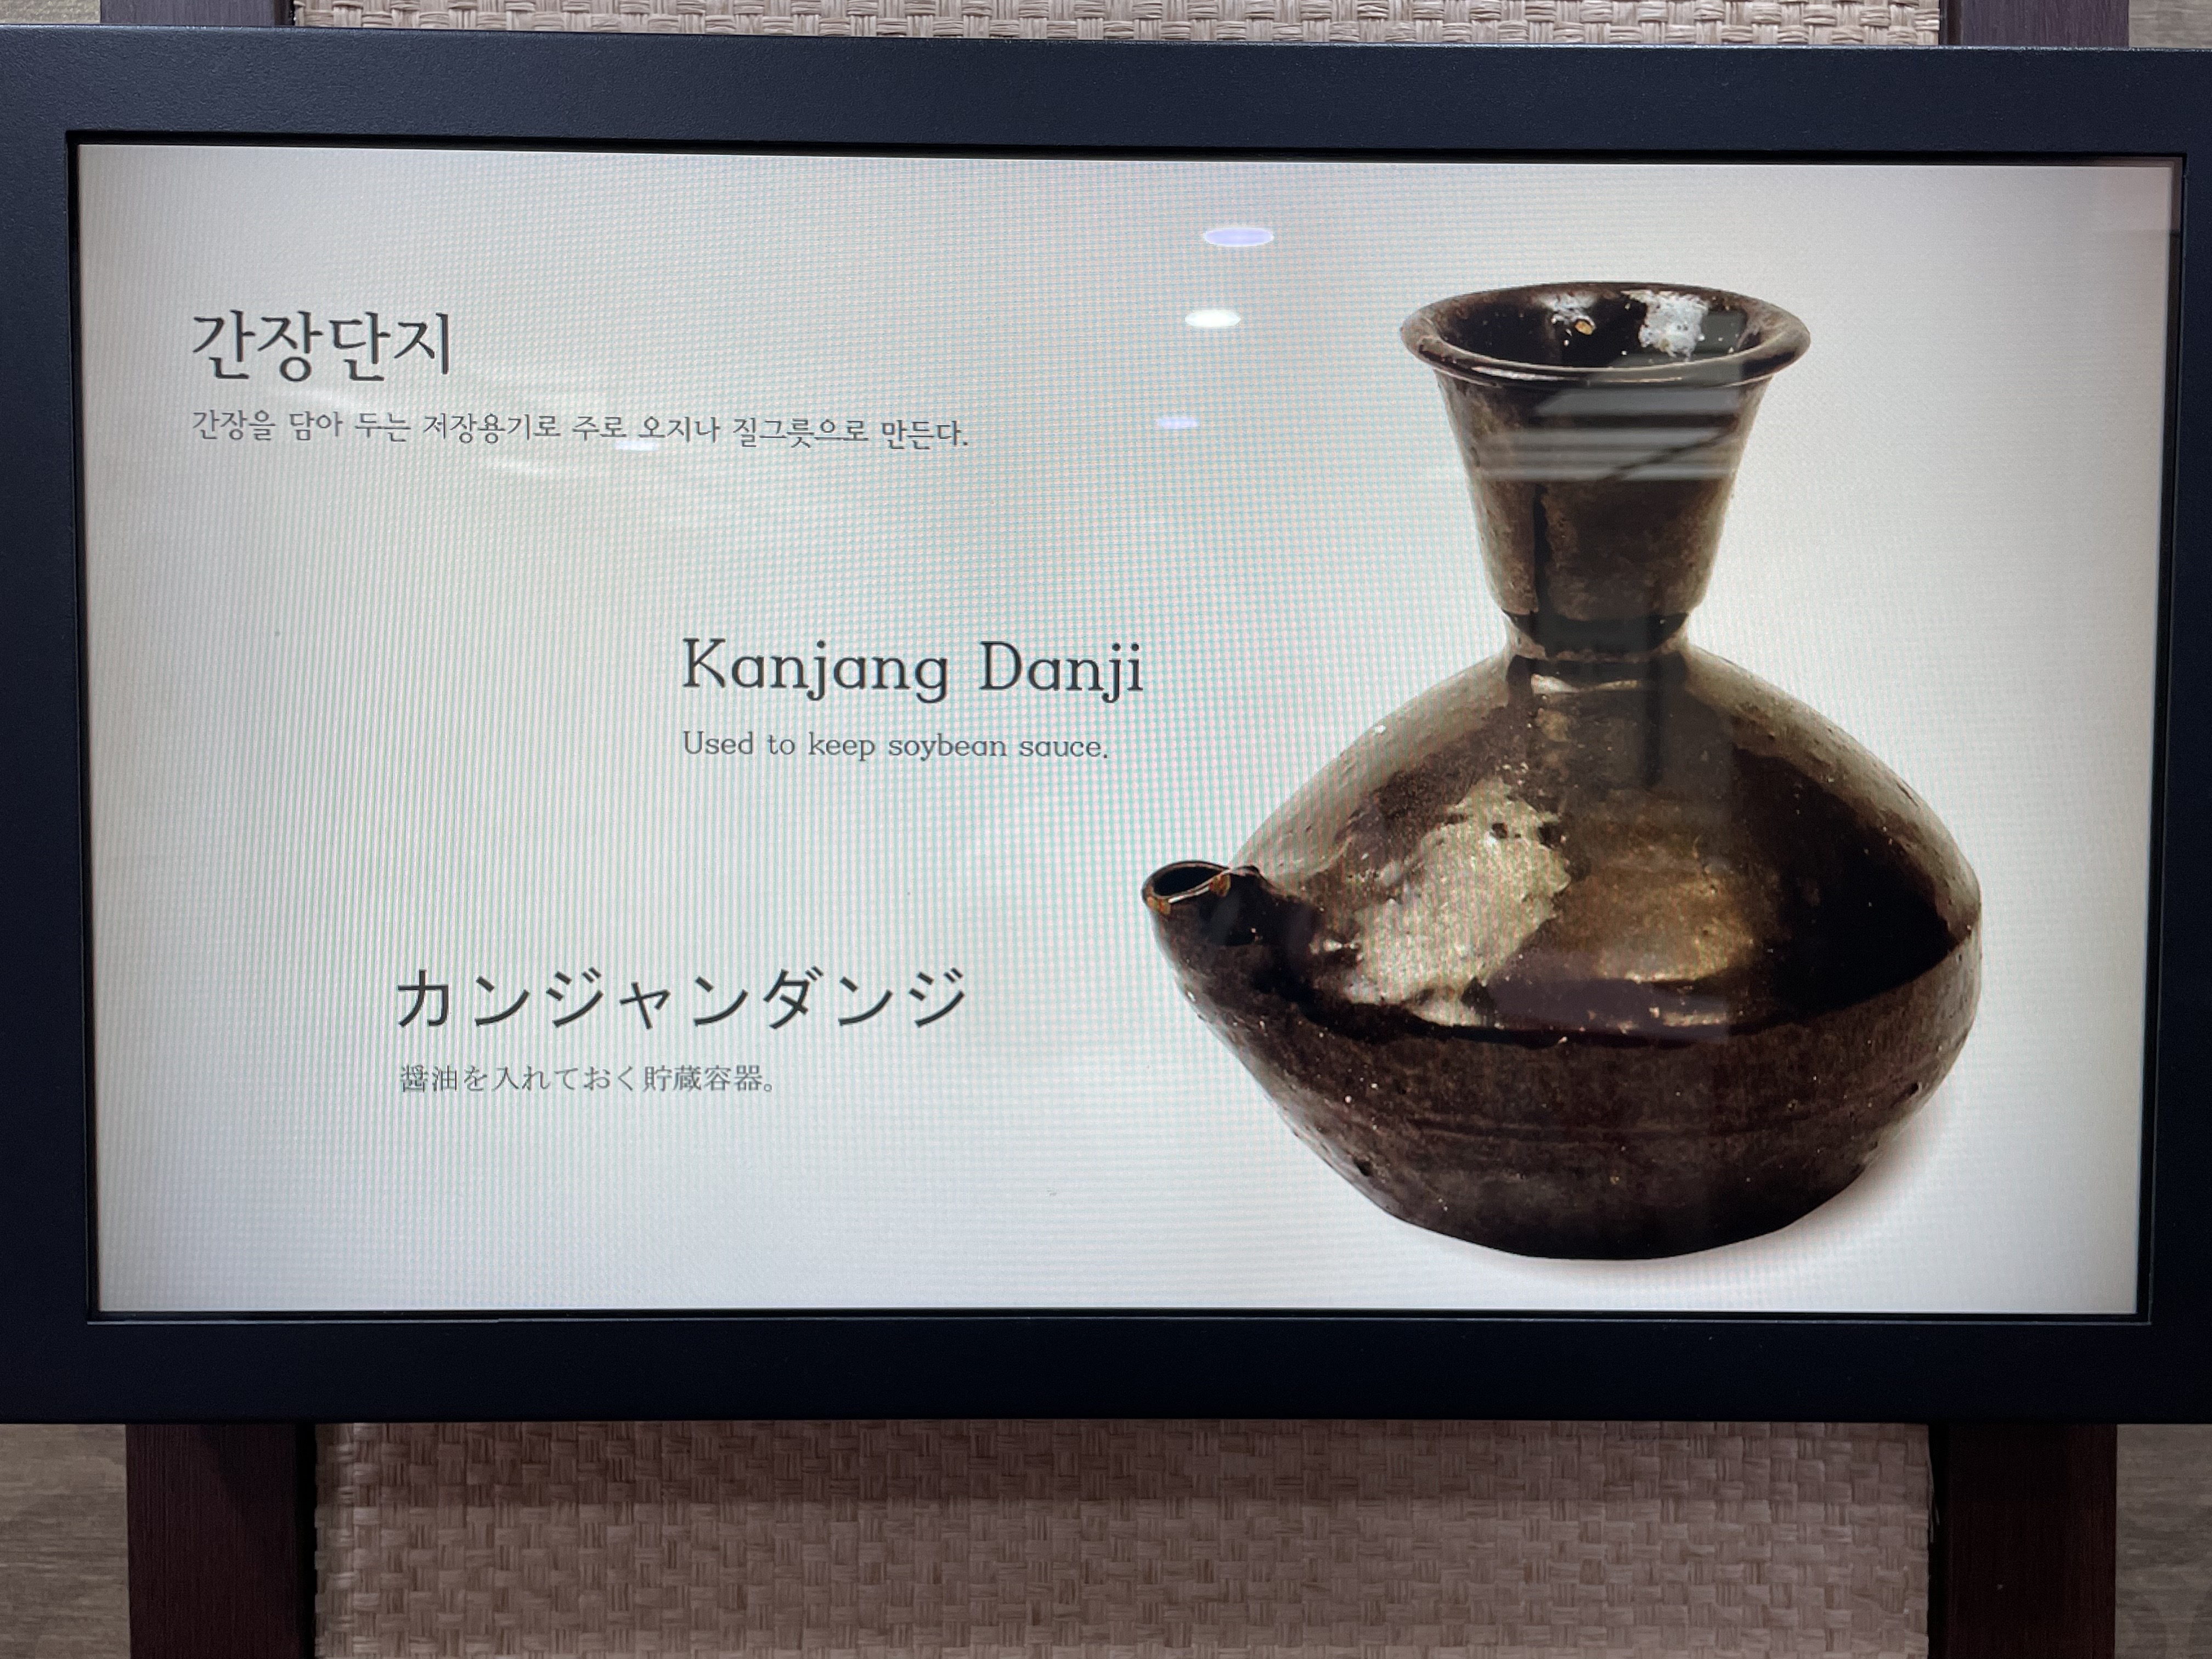 간장단지
간장을 담아 두는 저장용기로 주로 오지나 질그릇으로 만든다.
Kanjang Danji
Used to keep soybean sauce.
カンジャンダンジ
醤油を入れておく貯蔵容器。